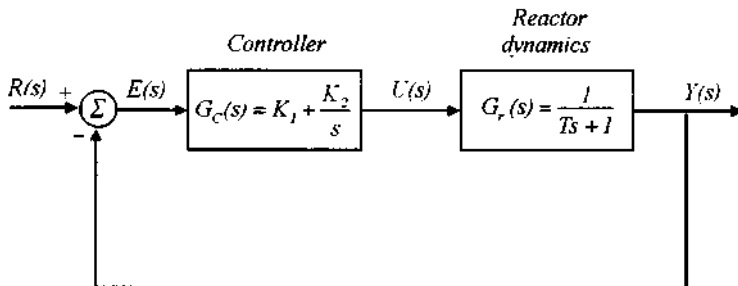 Controller
Reactor
dynamics
R(s)
+
Σ
−
E(s)
G_C(s) = K_1 + K_2/s
U(s)
G_r(s) = 1/(Ts + 1)
Y(s)